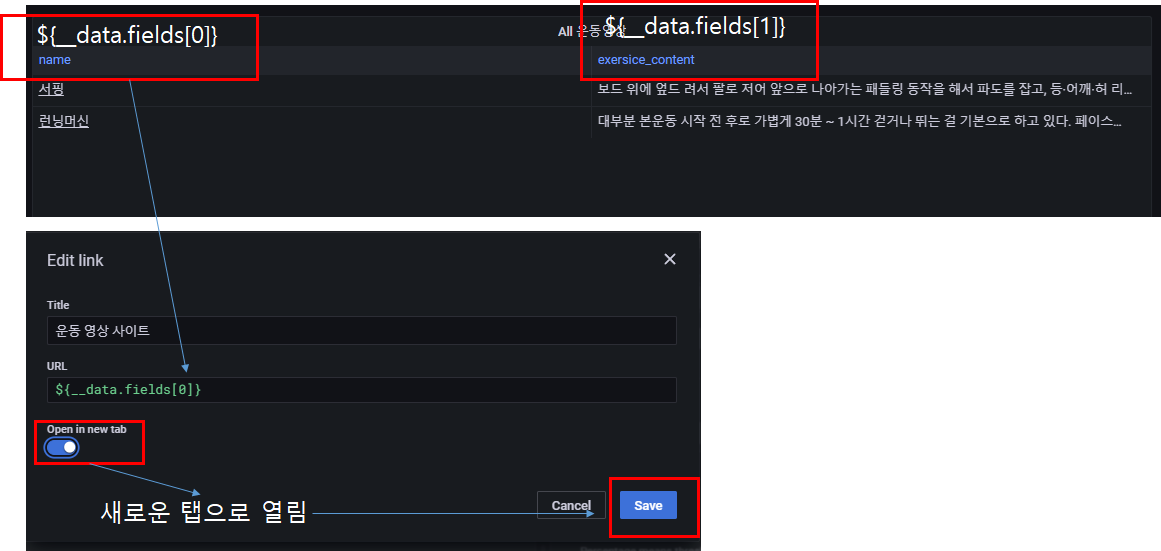 ${__data.fields[0]}
All 운동영상
${__data.fields[1]}
name
exersice_content
서핑
보드 위에 엎드 려서 팔로 저어 앞으로 나아가는 패들링 동작을 해서 파도를 잡고, 등·어깨·허 리…
런닝머신
대부분 본운동 시작 전 후로 가볍게 30분 ~ 1시간 걷거나 뛰는 걸 기본으로 하고 있다. 페이스…
Edit link
Title
운동 영상 사이트
URL
${__data.fields[0]}
Open in new tab
새로운 탭으로 열림
Cancel
Save